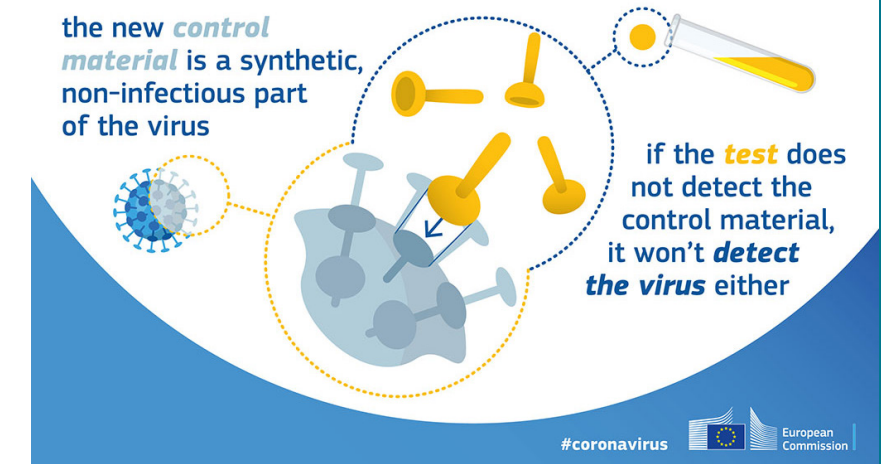 the new control
material is a synthetic,
non-infectious part
of the virus
if the test does
not detect the
control material,
it won't detect
the virus either
#coronavirus
European
Commission